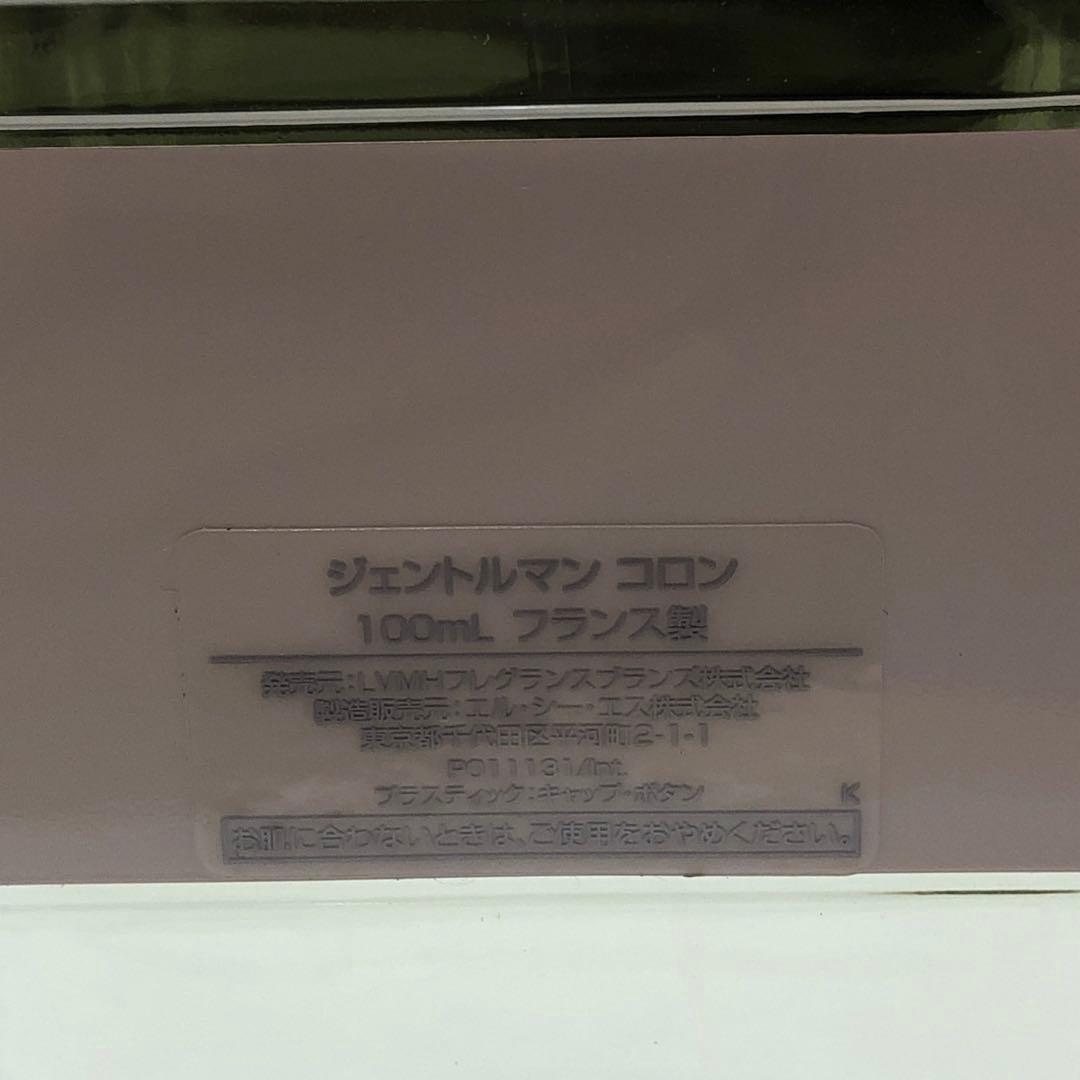 ジェントルマン コロン
100mL フランス製
発売元:LVMHフレグランスブランズ株式会社
製造販売元:エル・シー・エス株式会社
東京都千代田区平河町2-1-1
P011131/Int.
プラスティック:キャップ・ボタン
K
お肌に合わないときは、ご使用をおやめください。